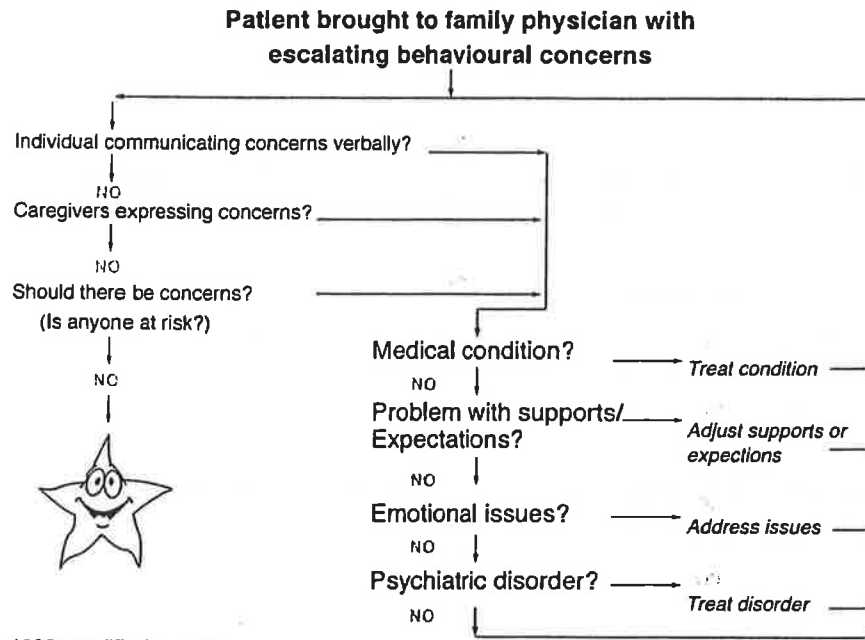 Patient brought to family physician with
escalating behavioural concerns
Individual communicating concerns verbally?
NO
Caregivers expressing concerns?
NO
Should there be concerns?
(Is anyone at risk?)
NO
Medical condition?
Treat condition
NO
Problem with supports/
Expectations?
Adjust supports or
expections
NO
Emotional issues?
Address issues
NO
Psychiatric disorder?
Treat disorder
NO